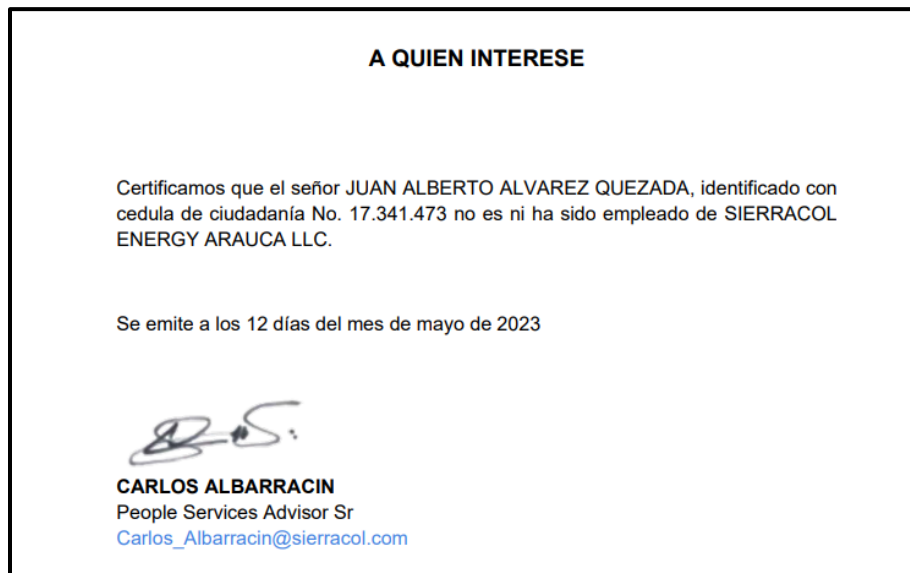 A QUIEN INTERESE
Certificamos que el señor JUAN ALBERTO ALVAREZ QUEZADA, identificado con
cedula de ciudadanía No. 17.341.473 no es ni ha sido empleado de SIERRACOL
ENERGY ARAUCA LLC.
Se emite a los 12 días del mes de mayo de 2023
CARLOS ALBARRACIN
People Services Advisor Sr
Carlos_Albarracin@sierracol.com